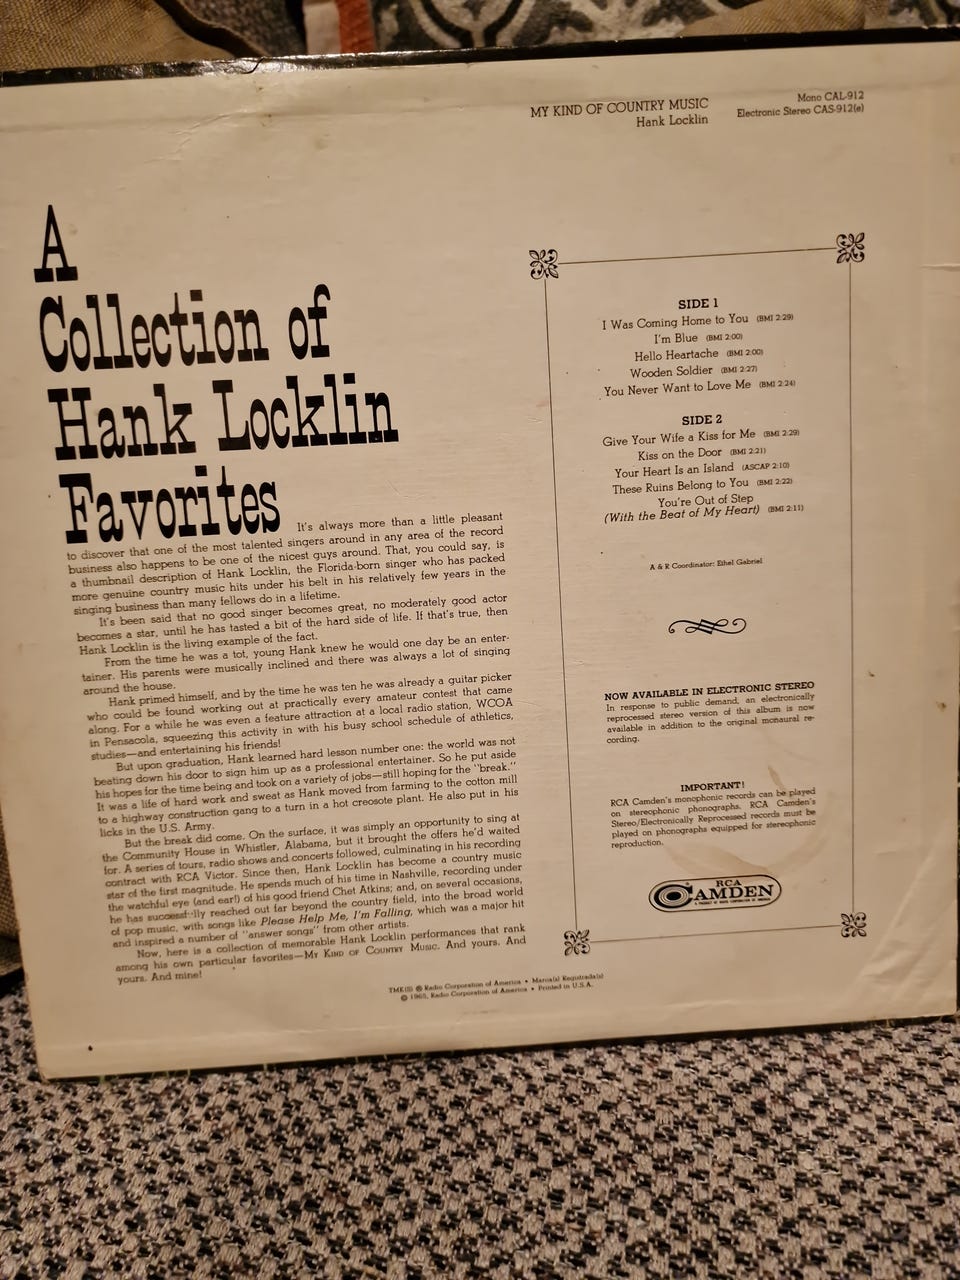 MY KIND OF COUNTRY MUSIC
Hank Locklin
Mono CAL-912
Electronic Stereo CAS-912(e)
A
Collection of
Hank Locklin
Favorites
It's always more than a little pleasant
to discover that one of the most talented singers around in any area of the record
business also happens to be one of the nicest guys around. That, you could say, is
a thumbnail description of Hank Locklin, the Florida-born singer who has packed
more genuine country music hits under his belt in his relatively few years in the
singing business than many fellows do in a lifetime.
It's been said that no good singer becomes great, no moderately good actor
becomes a star, until he has tasted a bit of the hard side of life. If that's true, then
Hank Locklin is the living example of the fact.
From the time he was a tot, young Hank knew he would one day be an enter-
tainer. His parents were musically inclined and there was always a lot of singing
around the house.
Hank primed himself, and by the time he was ten he was already a guitar picker
who could be found working out at practically every amateur contest that came
along. For a while he was even a feature attraction at a local radio station, WCOA
in Pensacola, squeezing this activity in with his busy school schedule of athletics,
studies—and entertaining his friends!
But upon graduation, Hank learned hard lesson number one: the world was not
beating down his door to sign him up as a professional entertainer. So he put aside
his hopes for the time being and took on a variety of jobs—still hoping for the "break."
It was a life of hard work and sweat as Hank moved from farming to the cotton mill
to a highway construction gang to a turn in a hot creosote plant. He also put in his
licks in the U.S. Army.
But the break did come. On the surface, it was simply an opportunity to sing at
the Community House in Whistler, Alabama, but it brought the offers he'd waited
for. A series of tours, radio shows and concerts followed, culminating in his recording
contract with RCA Victor. Since then, Hank Locklin has become a country music
star of the first magnitude. He spends much of his time in Nashville, recording under
the watchful eye (and ear!) of his good friend Chet Atkins; and, on several occasions,
he has successfully reached out far beyond the country field, into the broad world
of pop music, with songs like Please Help Me, I'm Falling, which was a major hit
and inspired a number of "answer songs" from other artists.
Now, here is a collection of memorable Hank Locklin performances that rank
among his own particular favorites—MY KIND OF COUNTRY MUSIC. And yours. And
yours. And mine!
SIDE 1
I Was Coming Home to You (BMI 2:29)
I'm Blue (BMI 2:00)
Hello Heartache (BMI 2:00)
Wooden Soldier (BMI 2:27)
You Never Want to Love Me (BMI 2:24)
SIDE 2
Give Your Wife a Kiss for Me (BMI 2:29)
Kiss on the Door (BMI 2:21)
Your Heart Is an Island (ASCAP 2:10)
These Ruins Belong to You (BMI 2:22)
You're Out of Step
(With the Beat of My Heart) (BMI 2:11)
A & R Coordinator: Ethel Gabriel
NOW AVAILABLE IN ELECTRONIC STEREO
In response to public demand, an electronically
reprocessed stereo version of this album is now
available in addition to the original monaural re-
cording.
IMPORTANT!
RCA Camden's monophonic records can be played
on stereophonic phonographs. RCA Camden's
Stereo/Electronically Reprocessed records must be
played on phonographs equipped for stereophonic
reproduction.
RCA
CAMDEN
A PRODUCT OF RADIO CORPORATION OF AMERICA
TMK(S) ® Radio Corporation of America • Marca(s) Registrada(s)
© 1965, Radio Corporation of America • Printed in U.S.A.